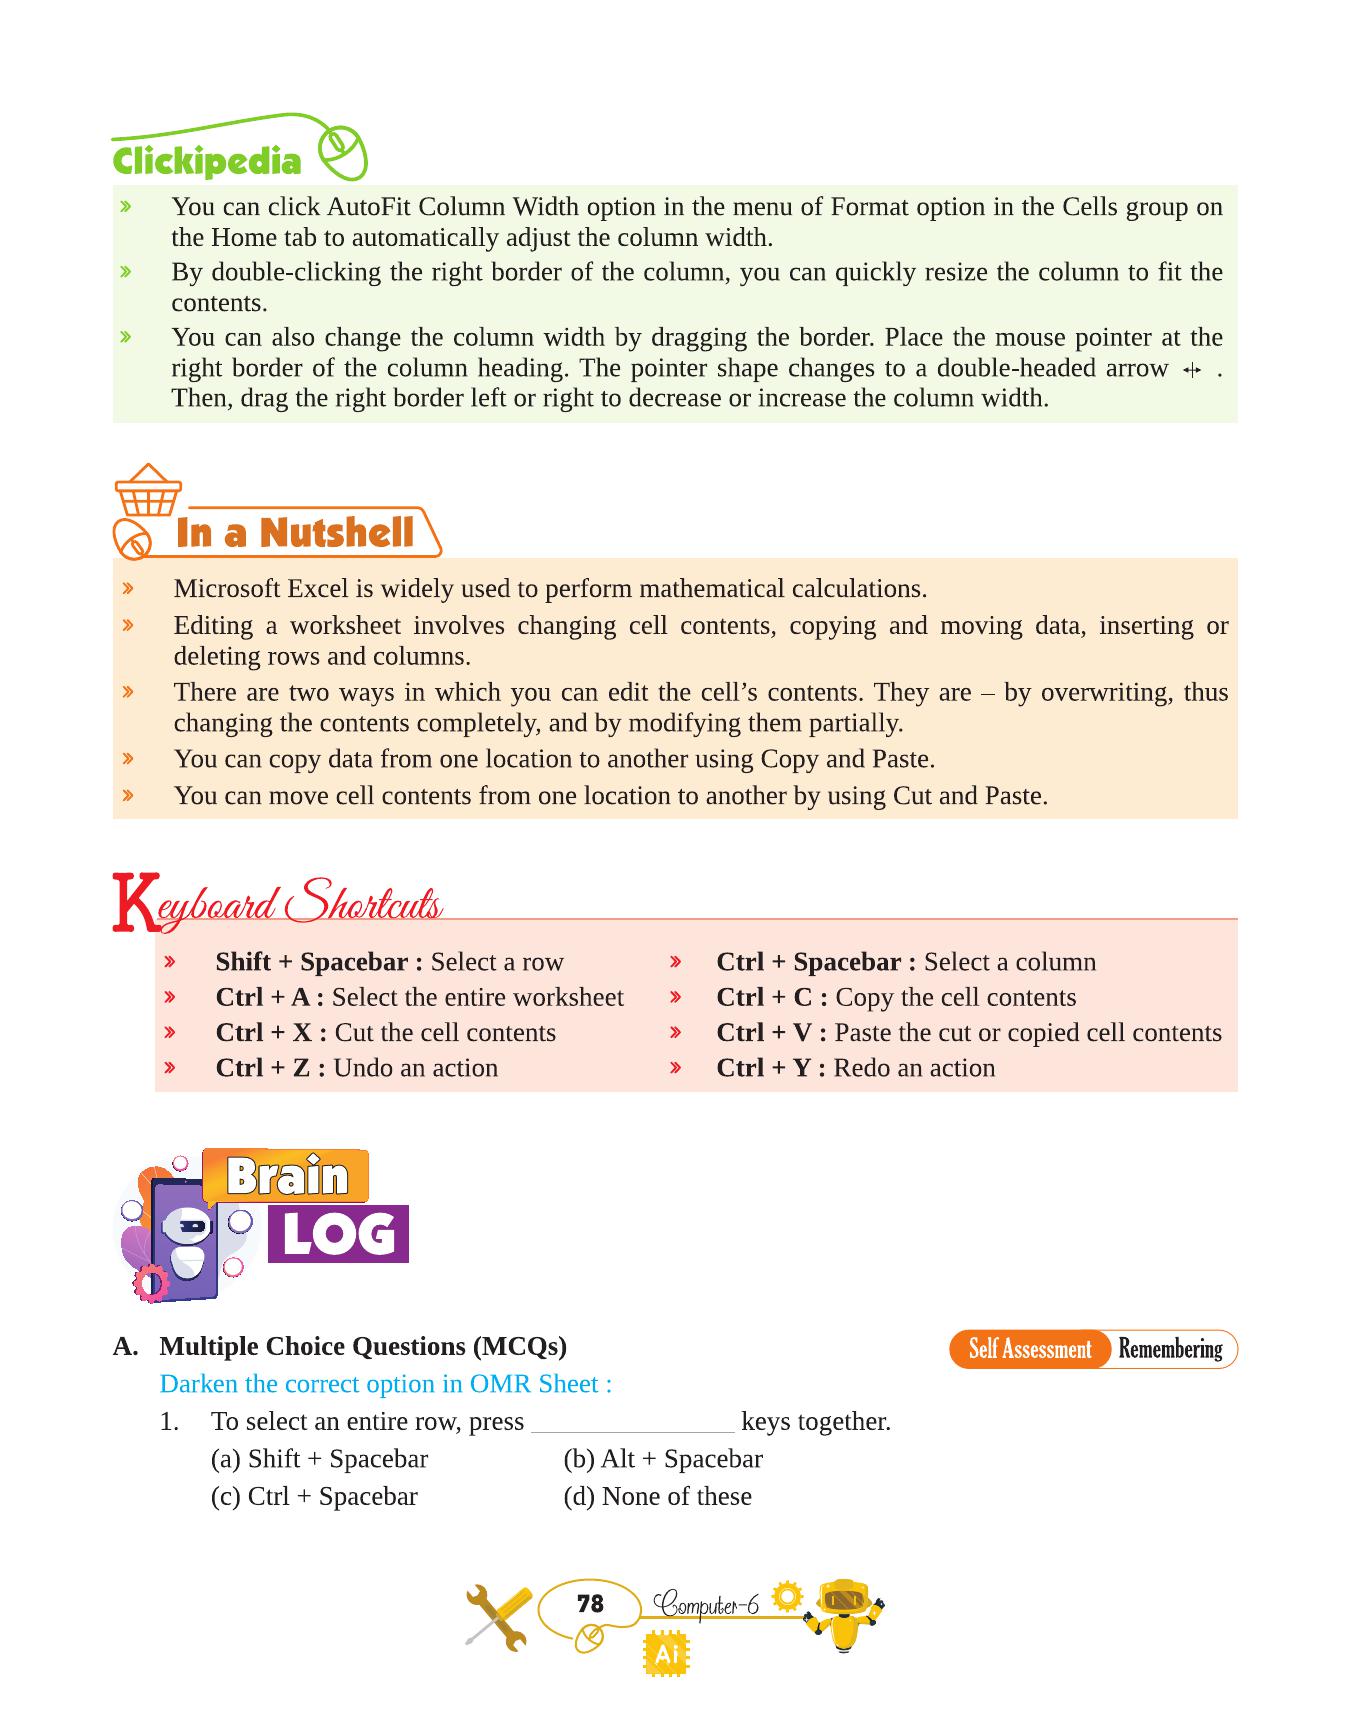 Clickipedia
» You can click AutoFit Column Width option in the menu of Format option in the Cells group on
the Home tab to automatically adjust the column width.
» By double-clicking the right border of the column, you can quickly resize the column to fit the
contents.
» You can also change the column width by dragging the border. Place the mouse pointer at the
right border of the column heading. The pointer shape changes to a double-headed arrow .
Then, drag the right border left or right to decrease or increase the column width.
In a Nutshell
» Microsoft Excel is widely used to perform mathematical calculations.
» Editing a worksheet involves changing cell contents, copying and moving data, inserting or
deleting rows and columns.
» There are two ways in which you can edit the cell’s contents. They are – by overwriting, thus
changing the contents completely, and by modifying them partially.
» You can copy data from one location to another using Copy and Paste.
» You can move cell contents from one location to another by using Cut and Paste.
Keyboard Shortcuts
» Shift + Spacebar : Select a row » Ctrl + Spacebar : Select a column
» Ctrl + A : Select the entire worksheet » Ctrl + C : Copy the cell contents
» Ctrl + X : Cut the cell contents » Ctrl + V : Paste the cut or copied cell contents
» Ctrl + Z : Undo an action » Ctrl + Y : Redo an action
Brain
LOG
A. Multiple Choice Questions (MCQs) Self Assessment Remembering
Darken the correct option in OMR Sheet :
1. To select an entire row, press _______________ keys together.
(a) Shift + Spacebar (b) Alt + Spacebar
(c) Ctrl + Spacebar (d) None of these
78 Computer-6
Ai